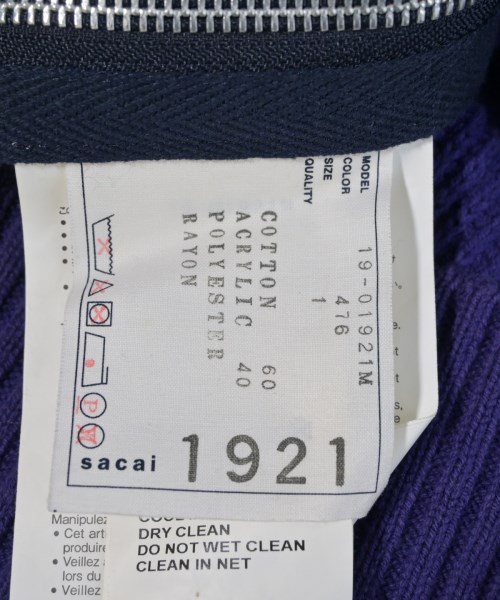 MODEL 19-01921M
COLOR 476
SIZE 1
QUALITY
COTTON 60
ACRYLIC 40
POLYESTER
RAYON
P
W
sacai 1921
Manipulez
• Cet art
produire
• Veillez
lors du
• Veillez
DRY CLEAN
DO NOT WET CLEAN
CLEAN IN NET